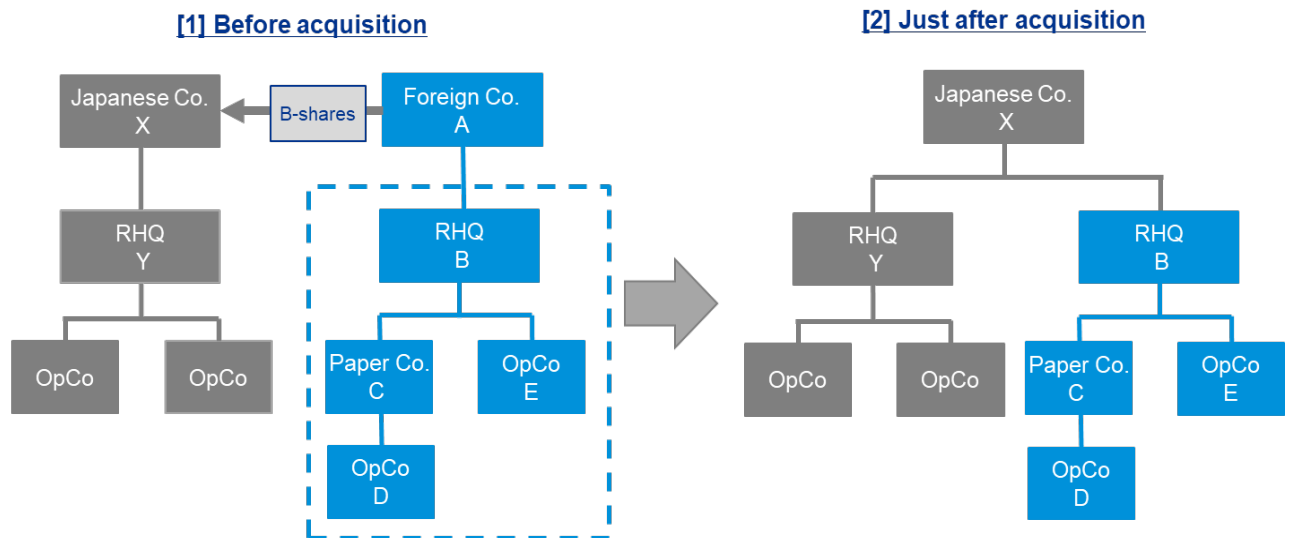 [1] Before acquisition
[2] Just after acquisition
Japanese Co.
X
B-shares
Foreign Co.
A
RHQ
Y
RHQ
B
OpCo
OpCo
Paper Co.
C
OpCo
E
OpCo
D
Japanese Co.
X
RHQ
Y
RHQ
B
OpCo
OpCo
Paper Co.
C
OpCo
E
OpCo
D